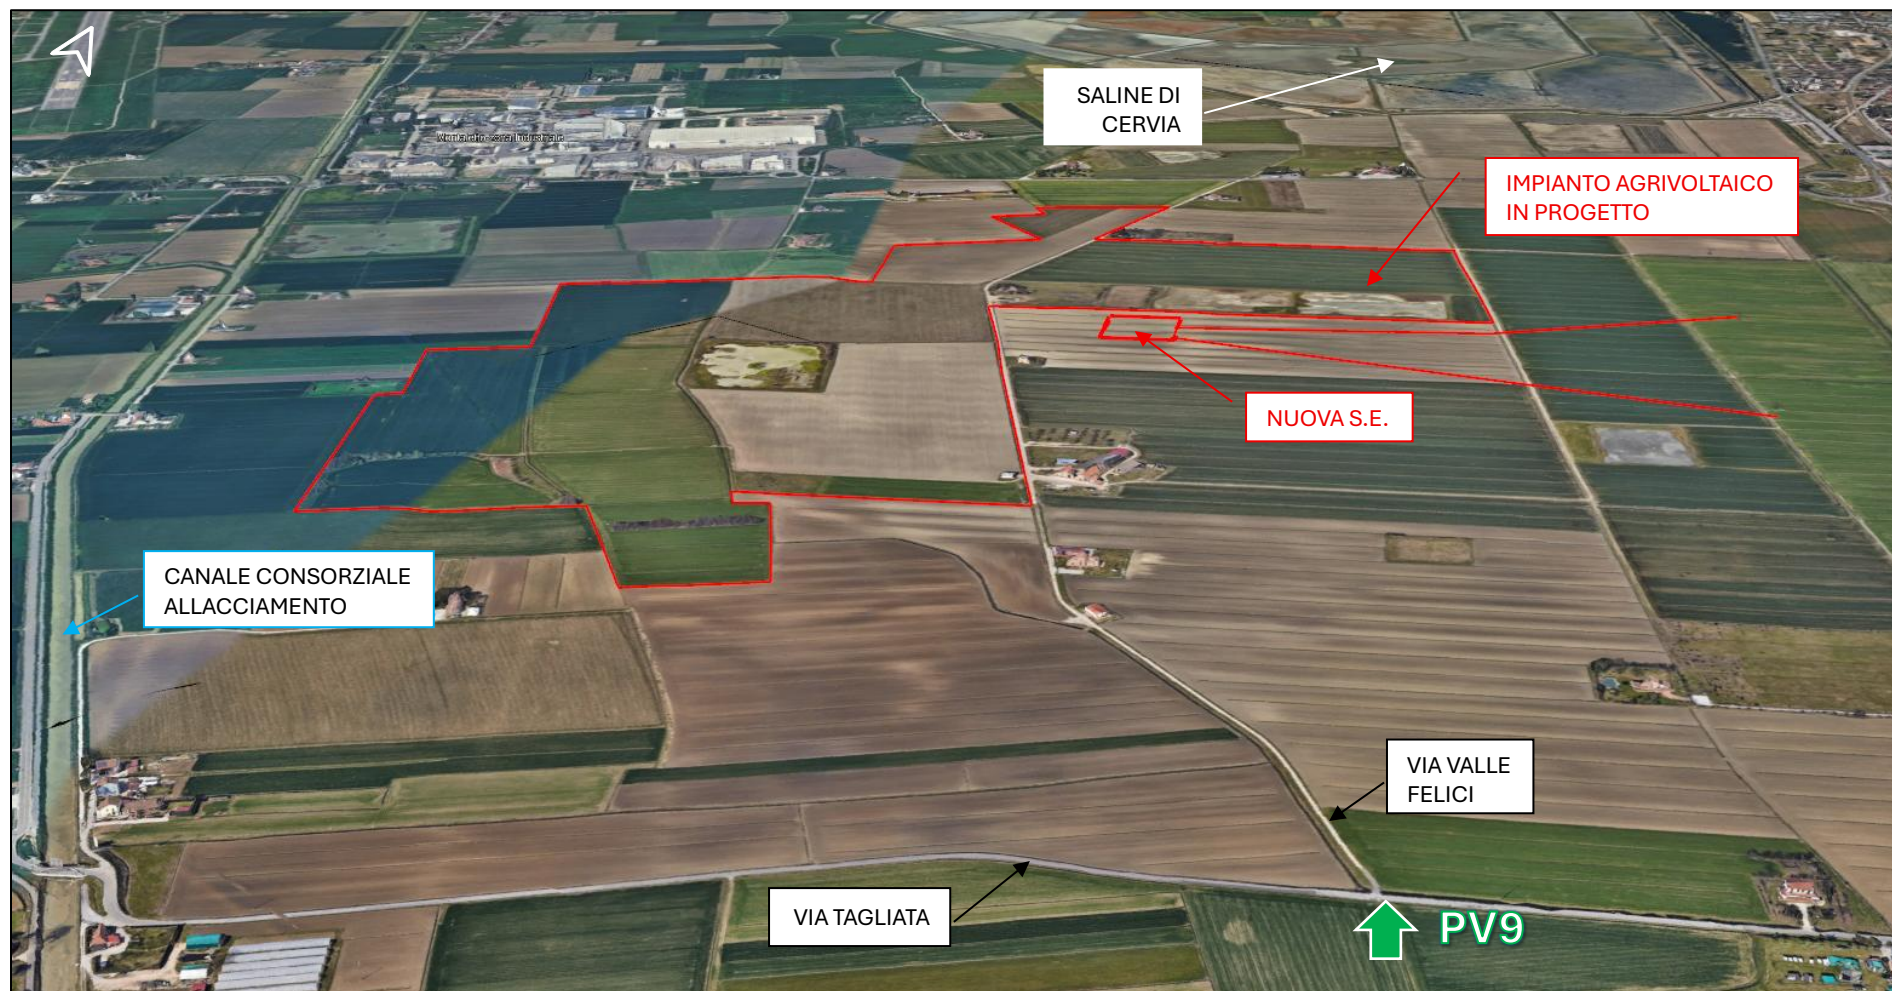 SALINE DI
CERVIA
IMPIANTO AGRIVOLTAICO
IN PROGETTO
NUOVA S.E.
CANALE CONSORZIALE
ALLACCIAMENTO
VIA VALLE
FELICI
VIA TAGLIATA
PV9